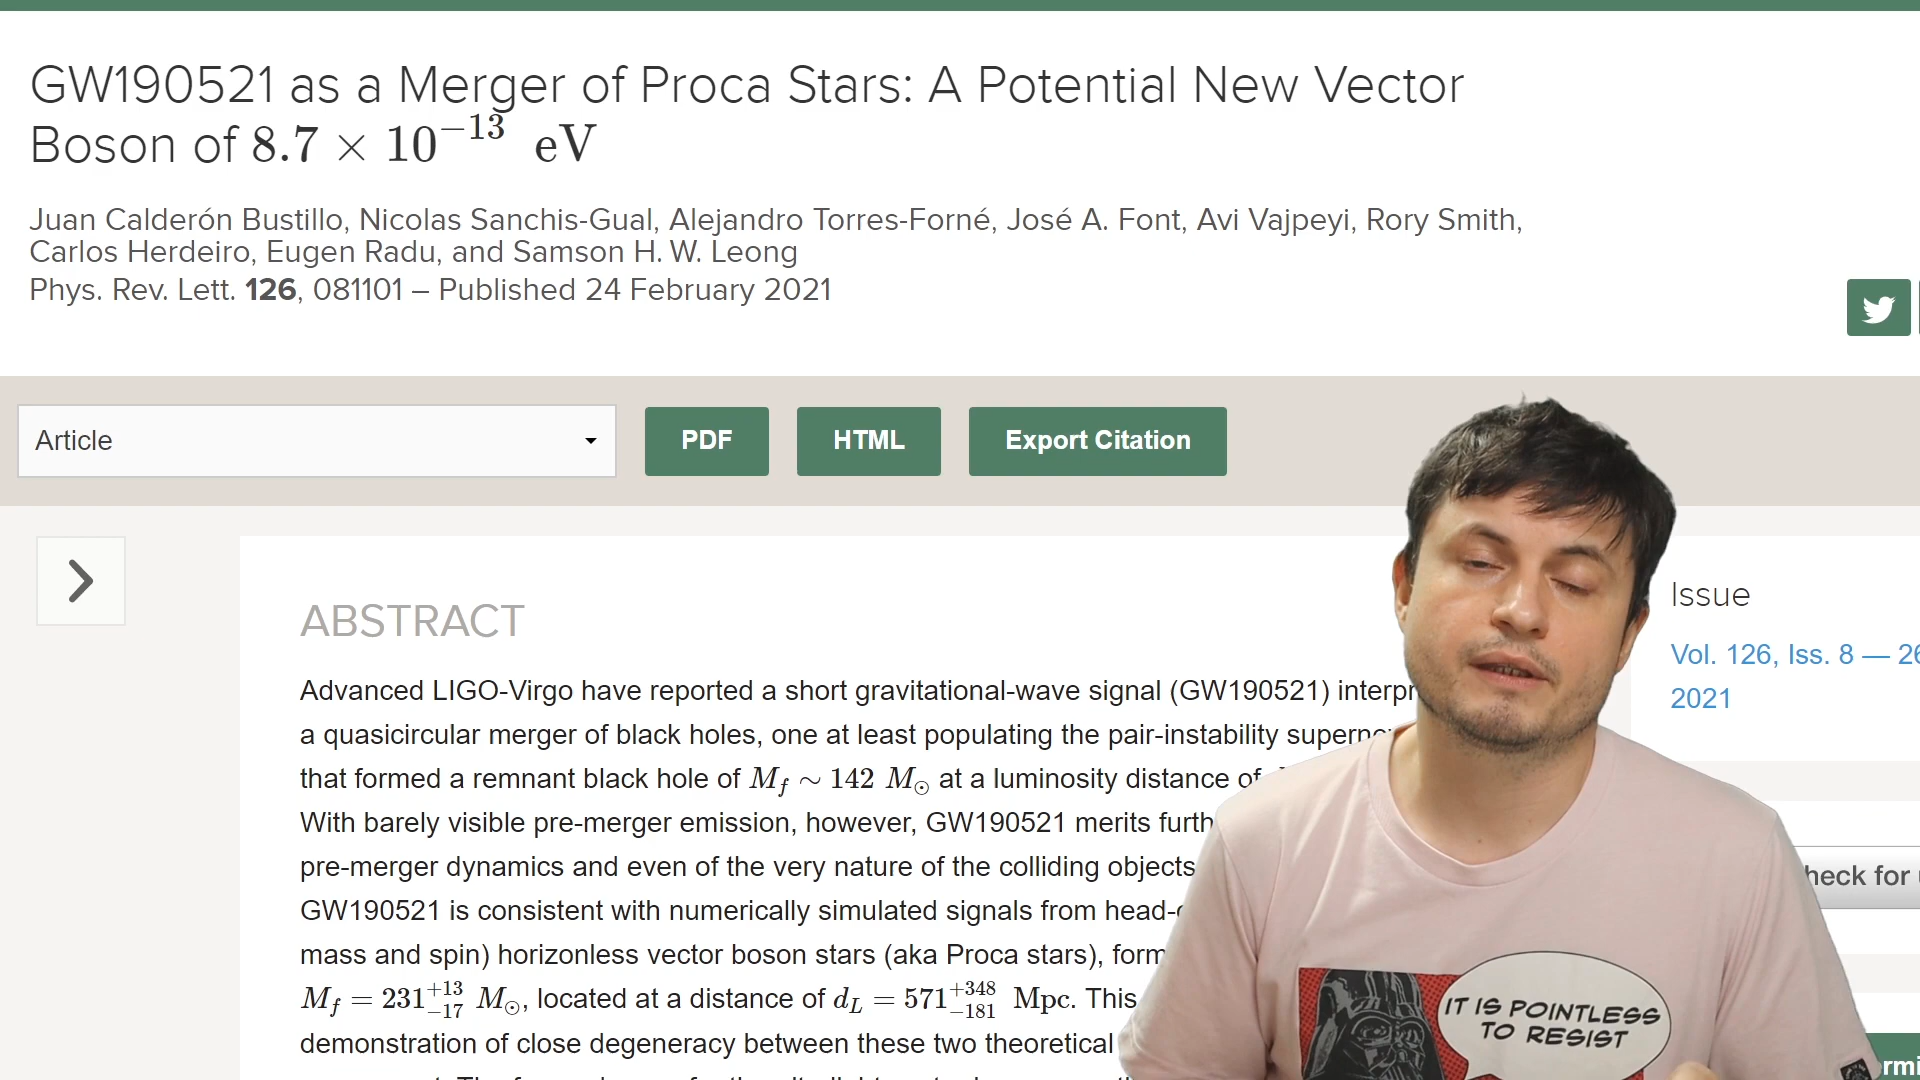 GW190521 as a Merger of Proca Stars: A Potential New Vector
Boson of 8.7 × 10⁻¹³ eV
Juan Calderón Bustillo, Nicolas Sanchis-Gual, Alejandro Torres-Forné, José A. Font, Avi Vajpeyi, Rory Smith,
Carlos Herdeiro, Eugen Radu, and Samson H. W. Leong
Phys. Rev. Lett. 126, 081101 – Published 24 February 2021
Article
PDF
HTML
Export Citation
ABSTRACT
Advanced LIGO-Virgo have reported a short gravitational-wave signal (GW190521)
a quasicircular merger of black holes, one at least populating the pair-instability
that formed a remnant black hole of M_f ∼ 142 M_⊙ at a luminosity distance of
With barely visible pre-merger emission, however, GW190521 merits
pre-merger dynamics and even of the very nature of the colliding objects
GW190521 is consistent with numerically simulated signals from
mass and spin) horizonless vector boson stars (aka Proca stars),
M_f = 231⁺¹³₋₁₇ M_⊙, located at a distance of d_L = 571⁺³⁴⁸₋₁₈₁ Mpc. This
demonstration of close degeneracy between these two theoretical
Issue
Vol. 126, Iss. 8 —
2021
for
IT IS POINTLESS
TO RESIST